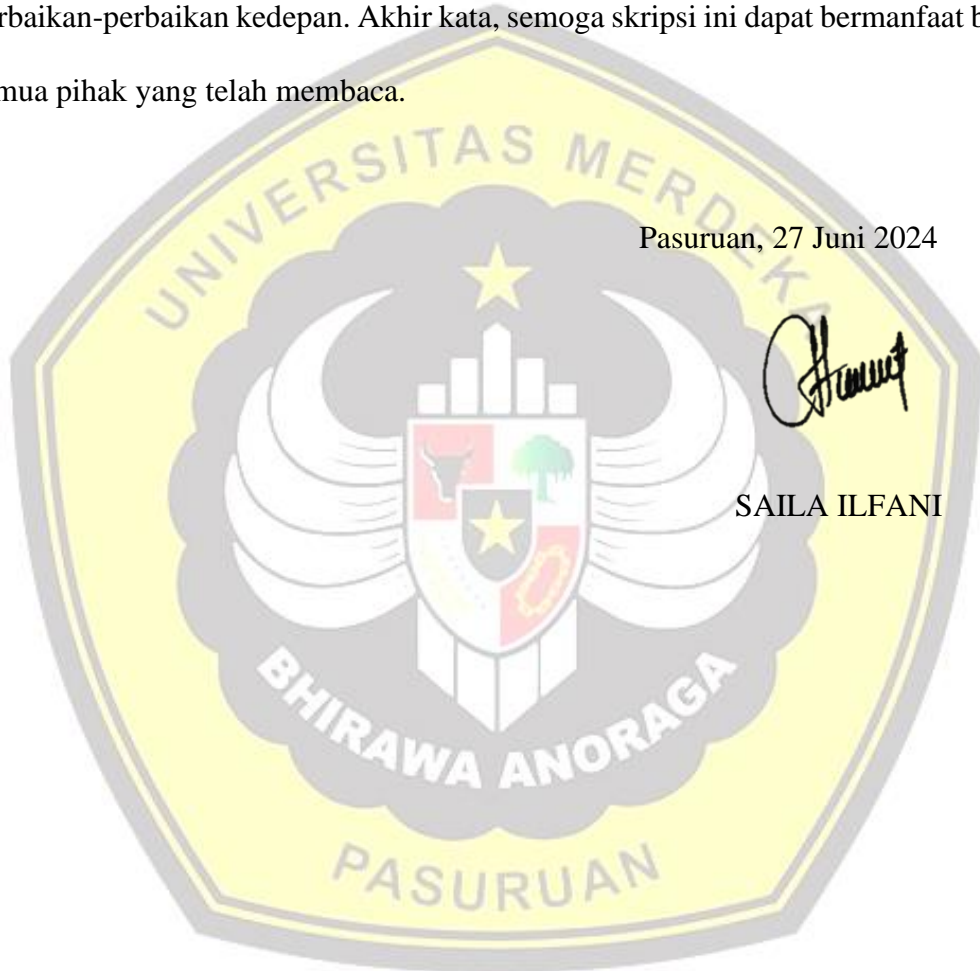 rbaikan-perbaikan kedepan. Akhir kata, semoga skripsi ini dapat bermanfaat b
mua pihak yang telah membaca.
UNIVERSITAS MERDEKA
Pasuruan, 27 Juni 2024
SAILA ILFANI
BHIRAWA ANORAGA
PASURUAN